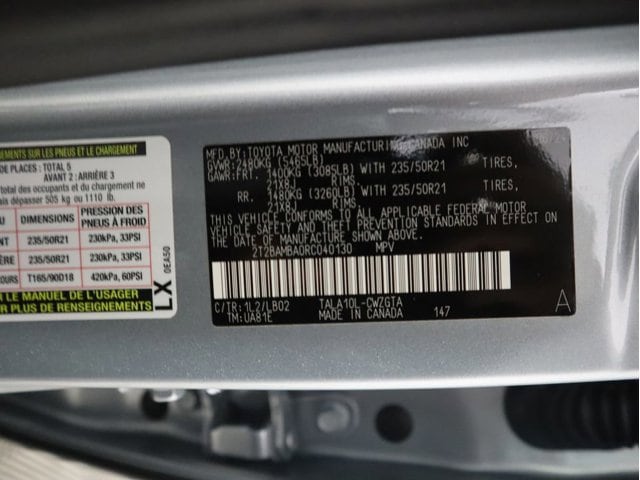 EMENTS SUR LES PNEUS ET LE CHARGEMENT
DE PLACES: TOTAL 5
AVANT 2 : ARRIÈRE 3
total des occupants et du chargement ne
mais dépasser 505 kg ou 1110 lb.
EAU DIMENSIONS PRESSION DES PNEUS À FROID
NT 235/50R21 230kPa, 33PSI
ÈRE 235/50R21 230kPa, 33PSI
COURS T165/90D18 420kPa, 60PSI
R LE MANUEL DE L'USAGER
R PLUS DE RENSEIGNEMENTS
LX 0EA50
MFD.BY:TOYOTA MOTOR MANUFACTURING CANADA INC
GVWR:2480KG (5465LB)
GAWR:FRT. 1400KG (3085LB) WITH 235/50R21 TIRES,
21X8J RIMS,
RR. 1480KG (3260LB) WITH 235/50R21 TIRES,
21X8J RIMS.
THIS VEHICLE CONFORMS TO ALL APPLICABLE FEDERAL MOTOR
VEHICLE SAFETY AND THEFT PREVENTION STANDARDS IN EFFECT ON
THE DATE OF MANUFACTURE SHOWN ABOVE.
2T2BAMBA0RC040130 MPV
C/TR:1L2/LB02 TALA10L-CWZGTA
TM:UA81E MADE IN CANADA 147
A